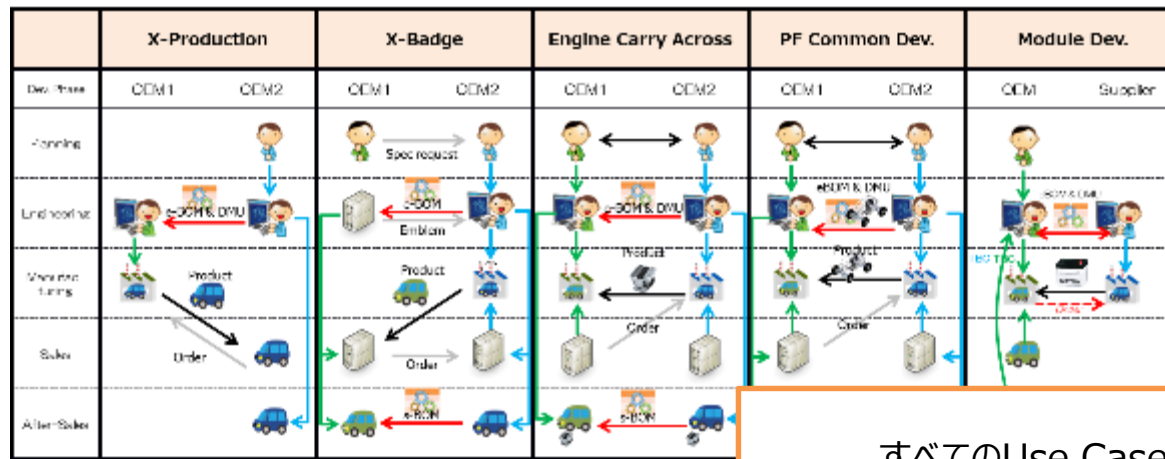 X-Production X-Badge Engine Carry Across PF Common Dev. Module Dev.
Dev. Phase OEM1 OEM2 OEM1 OEM2 OEM1 OEM2 OEM1 OEM2 OEM Supplier
Planning
Spec request
Engineering
e-BOM & DMU
e-BOM
Emblem
e-BOM & DMU
eBOM & DMU
Manufac
turing
Product
Product
Product
Product
Sales
Order
Order
Order
Order
After-Sales
s-BOM
s-BOM
すべてのUse Case